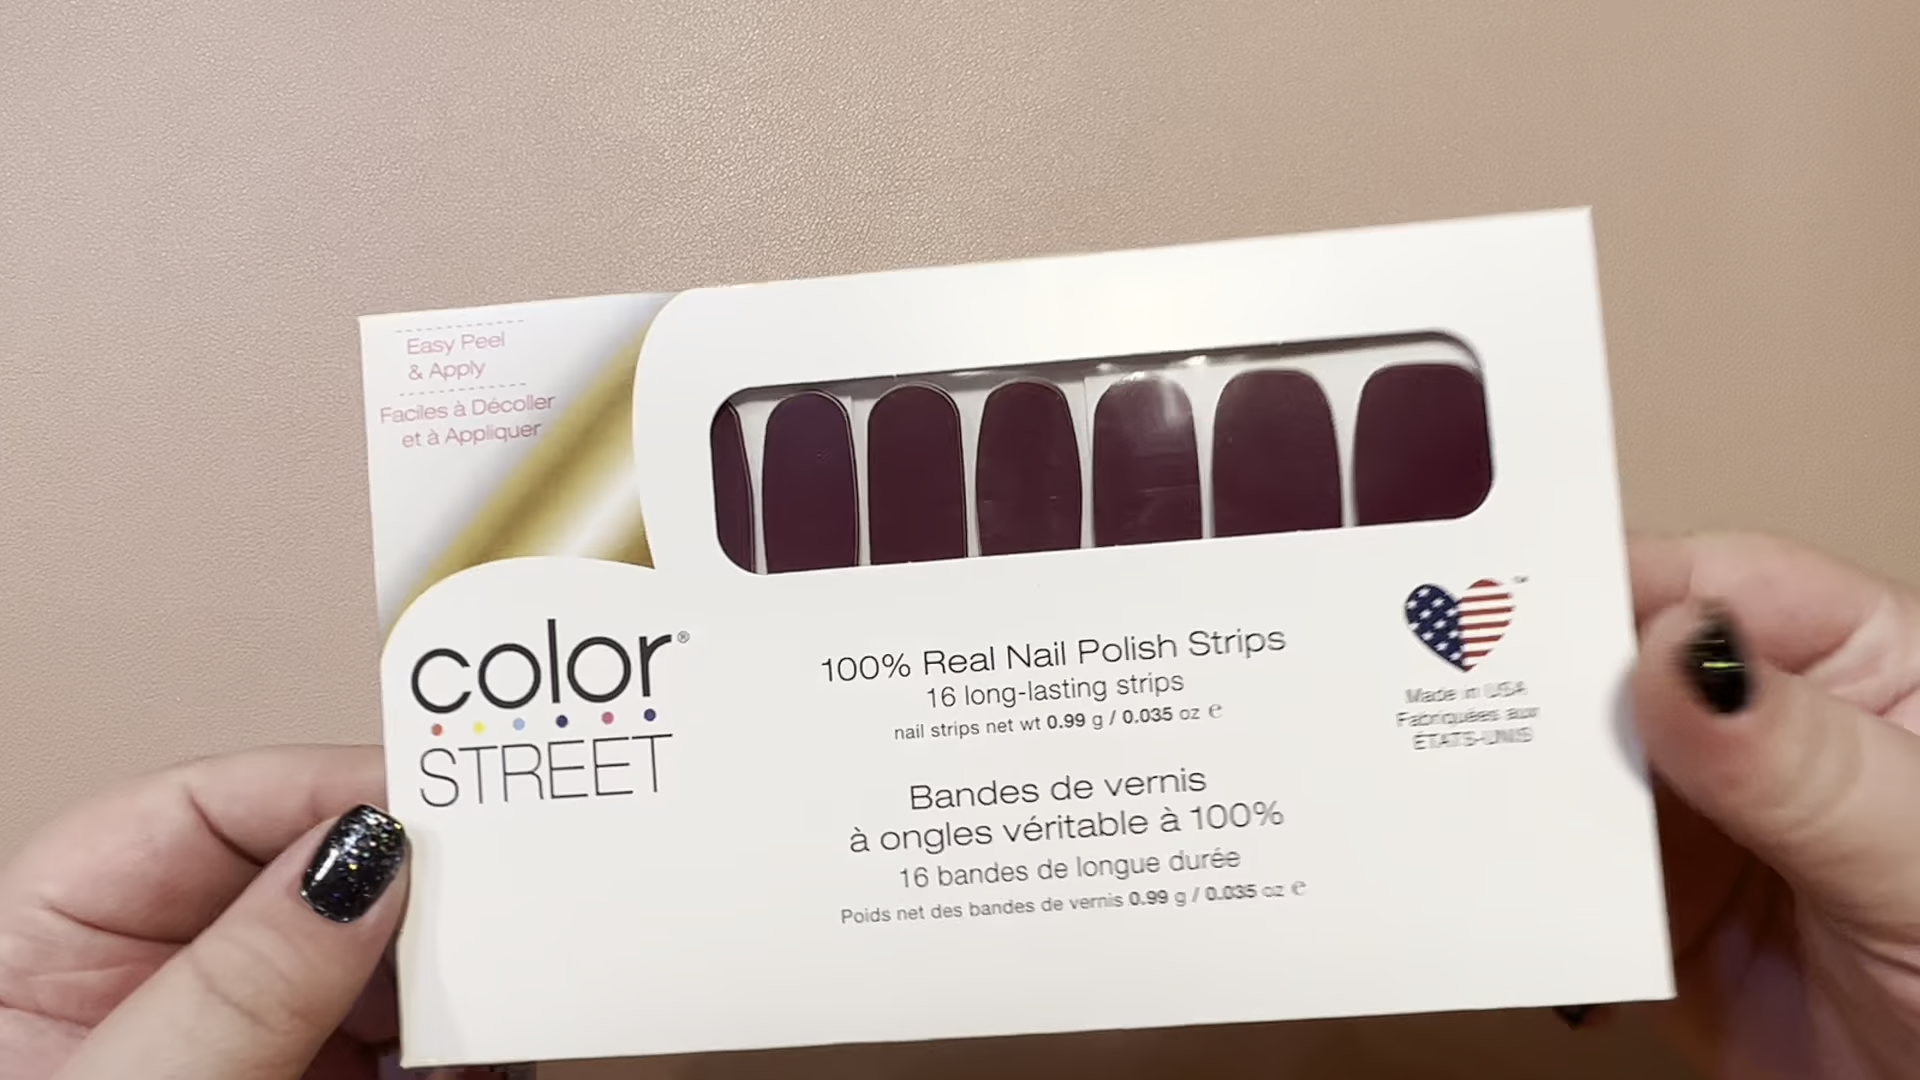 Easy Peel
& Apply
Faciles à Décoller
et à Appliquer
color®
STREET
100% Real Nail Polish Strips
16 long-lasting strips
nail strips net wt 0.99 g / 0.035 oz ℮
Bandes de vernis
à ongles véritable à 100%
16 bandes de longue durée
Poids net des bandes de vernis 0.99 g / 0.035 oz ℮
™
Made in USA
Fabriquées aux
ÉTATS-UNIS